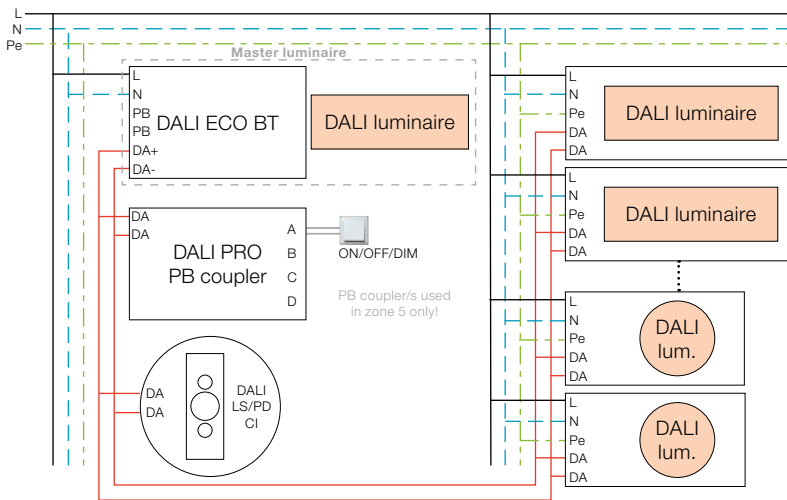 L
N
Pe
Master luminaire
L
N
PB
PB
DA+
DA-
DALI ECO BT
DALI luminaire
DA
DA
DALI PRO
PB coupler
A
B
C
D
ON/OFF/DIM
PB coupler/s used
in zone 5 only!
DA
DA
DALI
LS/PD
CI
L
N
Pe
DA
DA
DALI luminaire
L
N
Pe
DA
DA
DALI luminaire
L
N
Pe
DA
DA
DALI
lum.
L
N
Pe
DA
DA
DALI
lum.